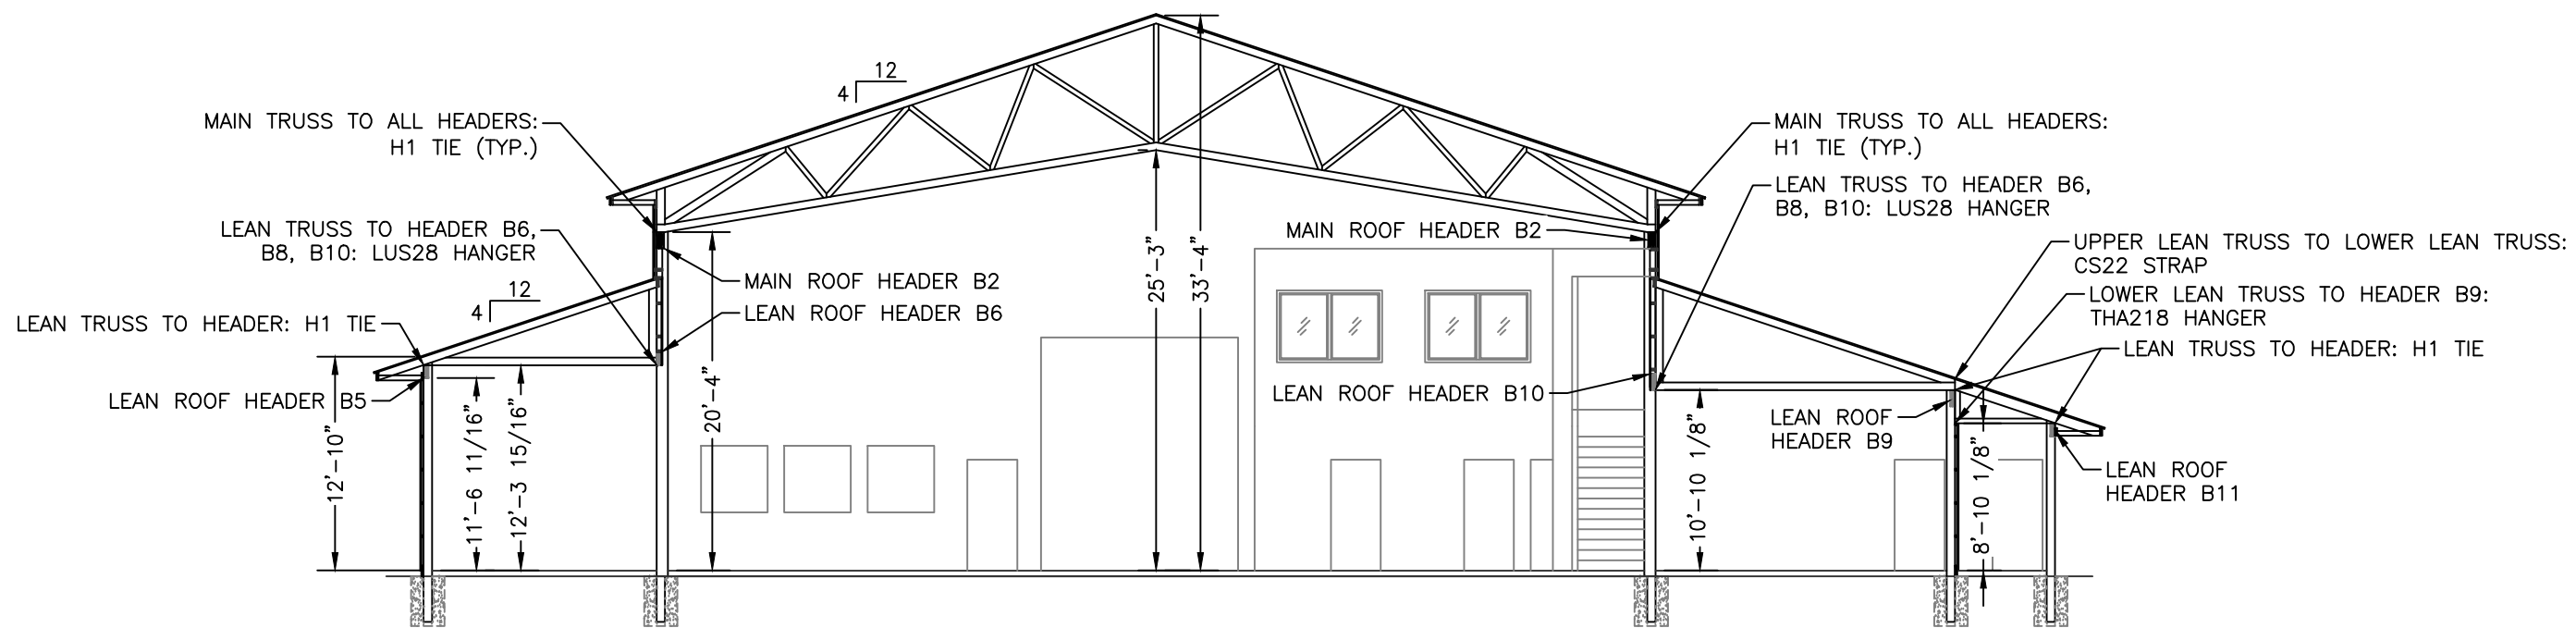 12
4
MAIN TRUSS TO ALL HEADERS:
H1 TIE (TYP.)
MAIN TRUSS TO ALL HEADERS:
H1 TIE (TYP.)
LEAN TRUSS TO HEADER B6,
B8, B10: LUS28 HANGER
LEAN TRUSS TO HEADER B6,
B8, B10: LUS28 HANGER
MAIN ROOF HEADER B2
UPPER LEAN TRUSS TO LOWER LEAN TRUSS:
CS22 STRAP
MAIN ROOF HEADER B2
25'-3"
33'-4"
12
4
LOWER LEAN TRUSS TO HEADER B9:
THA218 HANGER
LEAN ROOF HEADER B6
LEAN TRUSS TO HEADER: H1 TIE
LEAN TRUSS TO HEADER: H1 TIE
LEAN ROOF HEADER B5
20'-4"
LEAN ROOF HEADER B10
LEAN ROOF
HEADER B9
12'-10"
11'-6 11/16"
12'-3 15/16"
10'-10 1/8"
8'-10 1/8"
LEAN ROOF
HEADER B11